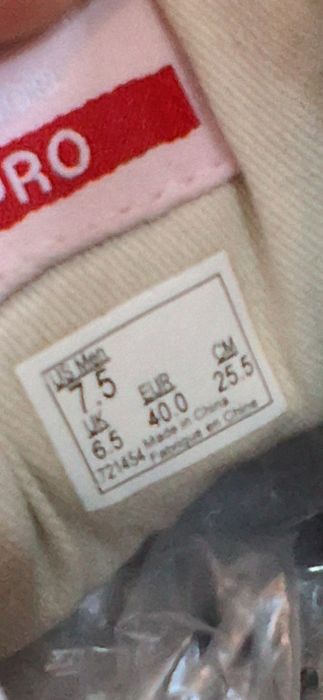 PRO
US Men
7.5
UK EUR CM
6.5 40.0 25.5
721454 Made in China
Fabriqué en Chine